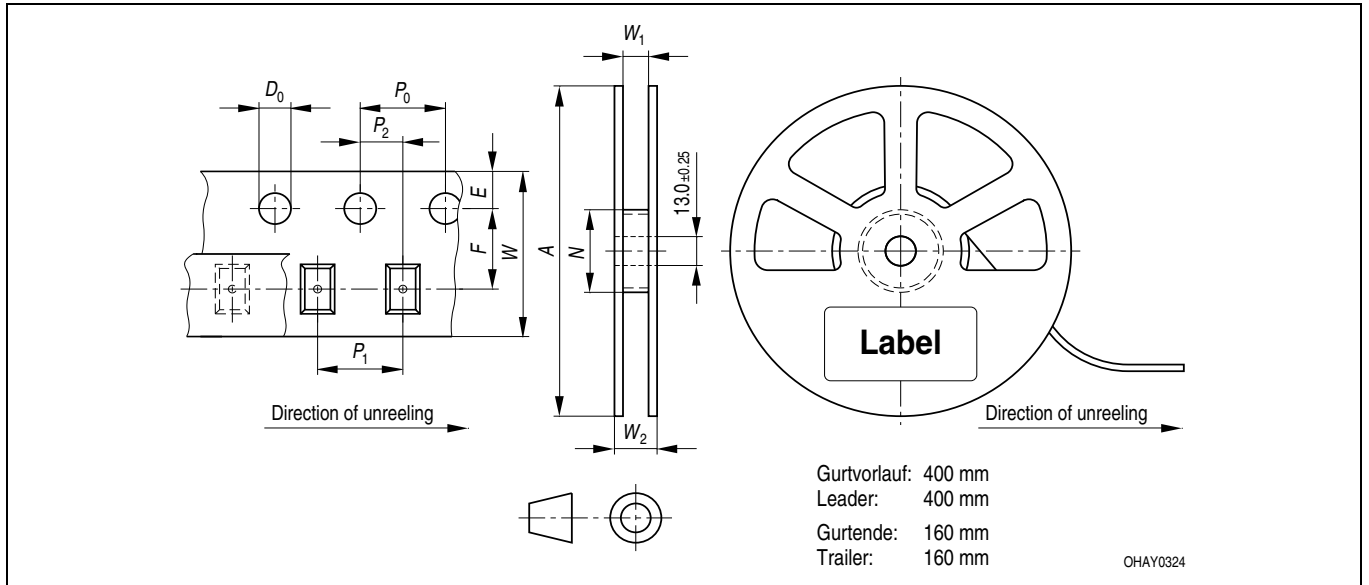 W1
D0
P0
P2
E
F
W
A
N
13.0 ±0.25
Label
P1
Direction of unreeling
W2
Direction of unreeling
Gurtvorlauf: 400 mm
Leader: 400 mm
Gurtende: 160 mm
Trailer: 160 mm
OHAY0324